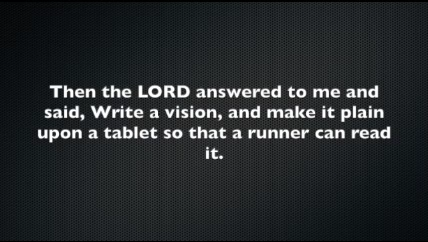 Then the LORD answered to me and
said, Write a vision, and make it plain
upon a tablet so that a runner can read
it.